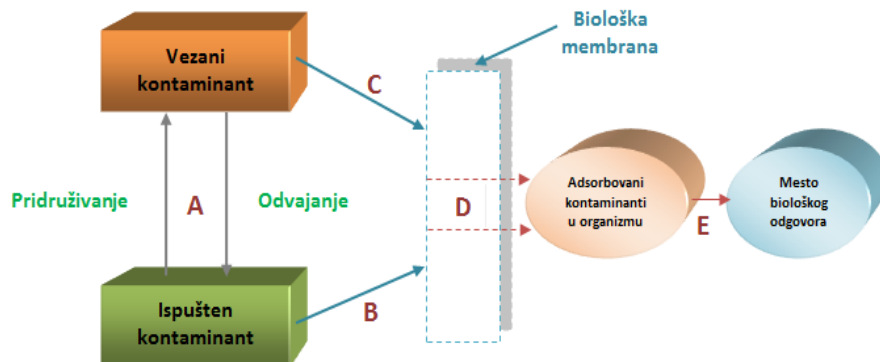 Biološka
membrana
Vezani
kontaminant
C
Pridruživanje
A
Odvajanje
D
Adsorbovani
kontaminanti
u organizmu
E
Mesto
biološkog
odgovora
Ispušten
kontaminant
B